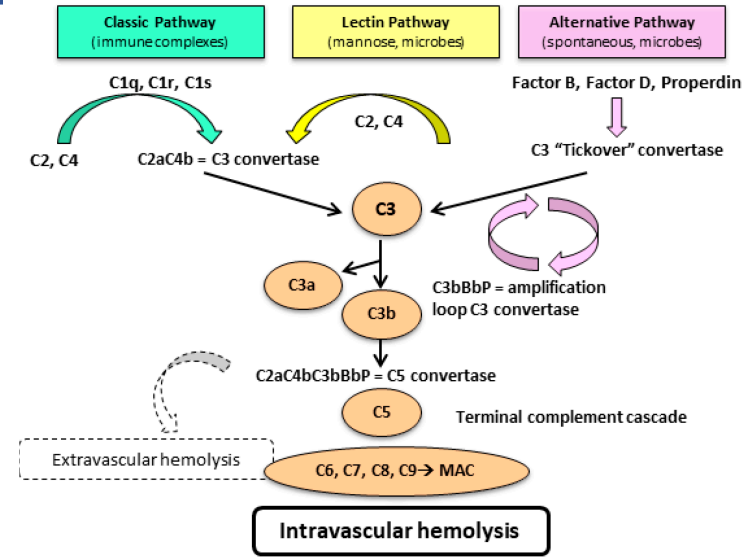 Classic Pathway
(immune complexes)
Lectin Pathway
(mannose, microbes)
Alternative Pathway
(spontaneous, microbes)
C1q, C1r, C1s
Factor B, Factor D, Properdin
C2, C4
C2, C4
C2aC4b = C3 convertase
C3 “Tickover” convertase
C3
C3a
C3b
C3bBbP = amplification
loop C3 convertase
C2aC4bC3bBbP = C5 convertase
C5
Terminal complement cascade
Extravascular hemolysis
C6, C7, C8, C9→ MAC
Intravascular hemolysis